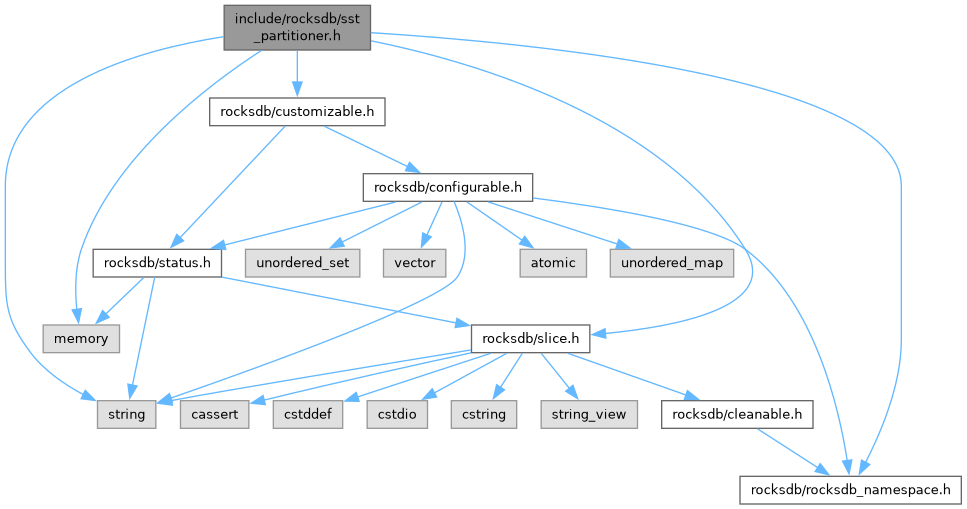 include/rocksdb/sst
_partitioner.h
rocksdb/customizable.h
rocksdb/configurable.h
rocksdb/status.h
unordered_set
vector
atomic
unordered_map
memory
rocksdb/slice.h
string
cassert
cstddef
cstdio
cstring
string_view
rocksdb/cleanable.h
rocksdb/rocksdb_namespace.h